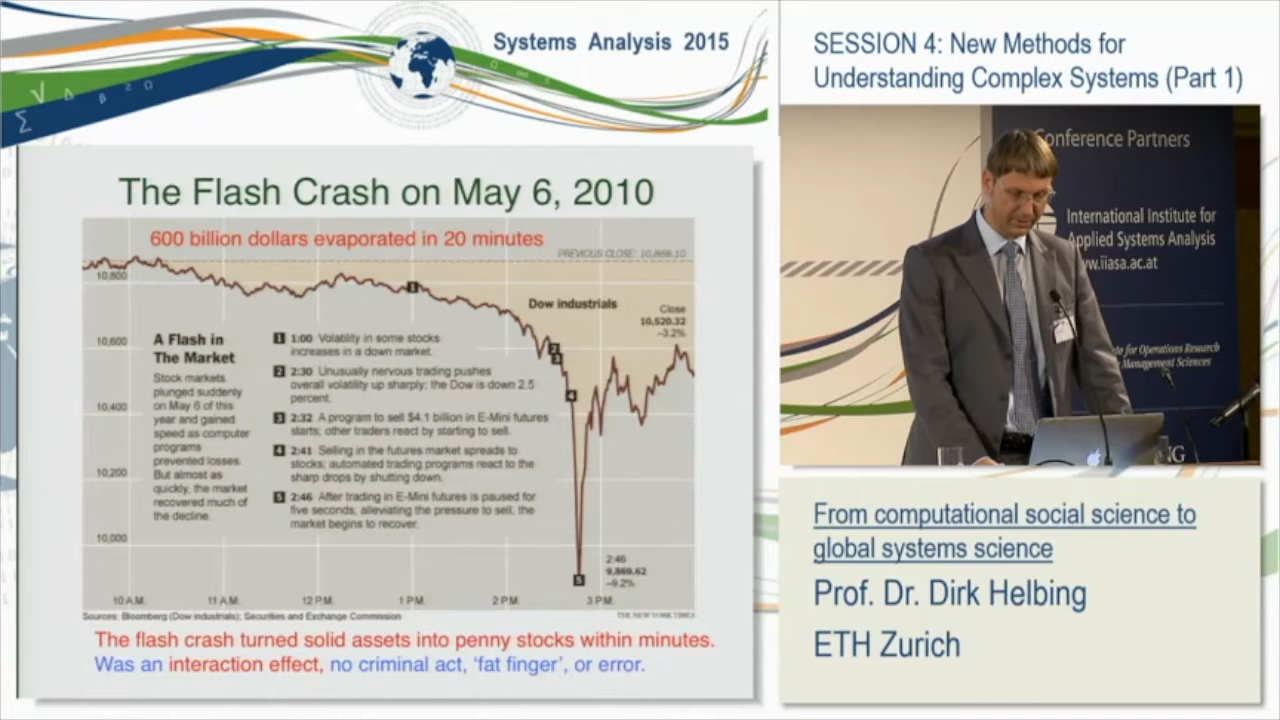 Systems Analysis 2015
The Flash Crash on May 6, 2010
600 billion dollars evaporated in 20 minutes
PREVIOUS CLOSE: 10,868.10
10,800
1
Dow industrials
Close
10,520.32
–3.2%
10,600
2
3
4
10,400
10,200
10,000
A Flash in
The Market
Stock markets
plunged suddenly
on May 6 of this
year and gained
speed as computer
programs
prevented losses.
But almost as
quickly, the market
recovered much of
the decline.
1 1:00 Volatility in some stocks
increases in a down market.
2 2:30 Unusually nervous trading pushes
overall volatility up sharply; the Dow is down 2.5
percent.
3 2:32 A program to sell $4.1 billion in E-Mini futures
starts; other traders react by starting to sell.
4 2:41 Selling in the futures market spreads to
stocks; automated trading programs react to the
sharp drops by shutting down.
5 2:46 After trading in E-Mini futures is paused for
five seconds, alleviating the pressure to sell, the
market begins to recover.
5
2:46
9,869.62
–9.2%
10 A.M. 11 A.M. 12 P.M. 1 P.M. 2 P.M. 3 P.M.
Sources: Bloomberg (Dow industrials); Securities and Exchange Commission
THE NEW YORK TIMES
The flash crash turned solid assets into penny stocks within minutes.
Was an interaction effect, no criminal act, ‘fat finger’, or error.
SESSION 4: New Methods for
Understanding Complex Systems (Part 1)
Conference Partners
International Institute for
Applied Systems Analysis
www.iiasa.ac.at
for Operations Research
Management Sciences
From computational social science to
global systems science
Prof. Dr. Dirk Helbing
ETH Zurich